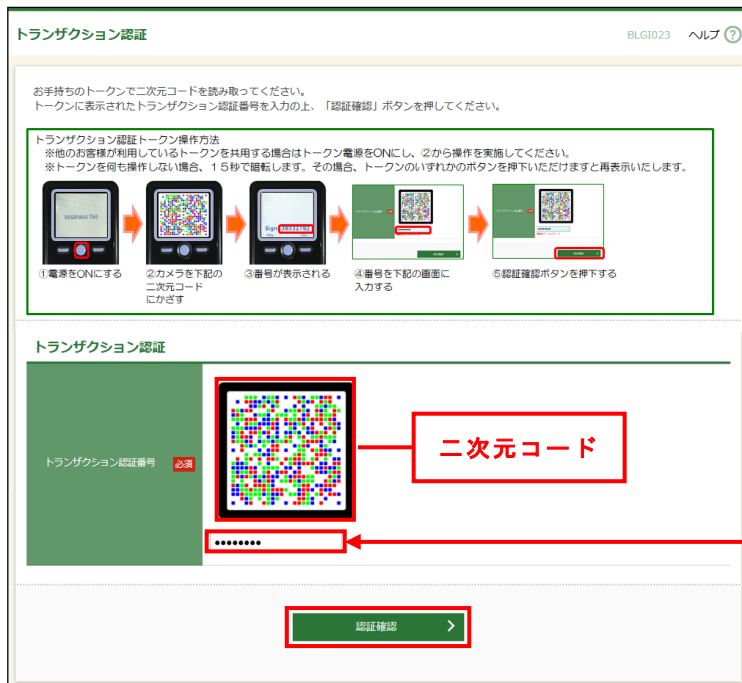 トランザクション認証
BLGI023 ヘルプ ?
お手持ちのトークンで二次元コードを読み取ってください。
トークンに表示されたトランザクション認証番号を入力の上、「認証確認」ボタンを押してください。
トランザクション認証トークン操作方法
※他のお客様が利用しているトークンを共用する場合はトークン電源をONにし、②から操作を実施してください。
※トークンを何も操作しない場合、15秒で暗転します。その場合、トークンのいずれかのボタンを押下いただけますと再表示いたします。
DIGIPASS 760
Sign 38332782
①電源をONにする
②カメラを下記の
二次元コード
にかざす
③番号が表示される
④番号を下記の画面に
入力する
⑤認証確認ボタンを押下する
トランザクション認証
トランザクション認証番号 必須
二次元コード
●●●●●●●●
認証確認